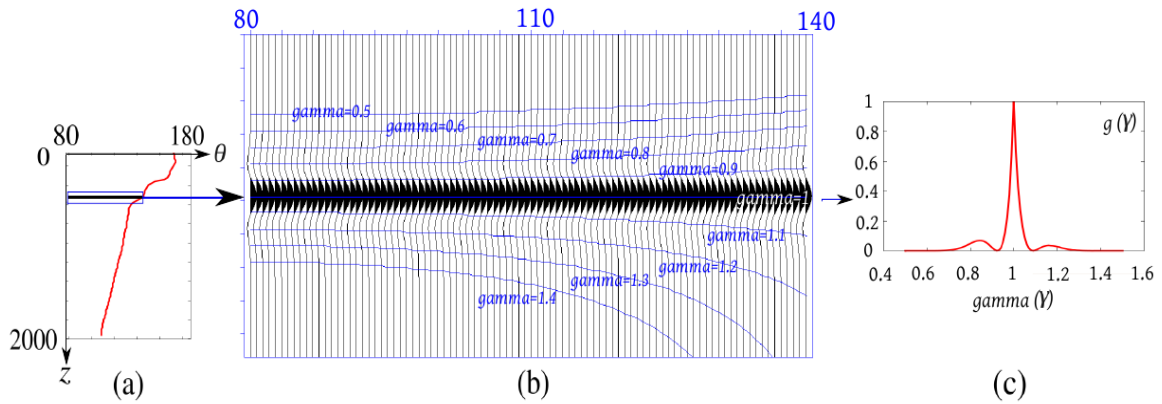 80 180
0 θ
2000
z
(a)
80 110 140
gamma=0.5
gamma=0.6
gamma=0.7
gamma=0.8
gamma=0.9
gamma=1
gamma=1.1
gamma=1.2
gamma=1.3
gamma=1.4
(b)
1
g (γ)
0.8
0.6
0.4
0.2
0
0.4 0.6 0.8 1 1.2 1.4 1.6
gamma (γ)
(c)